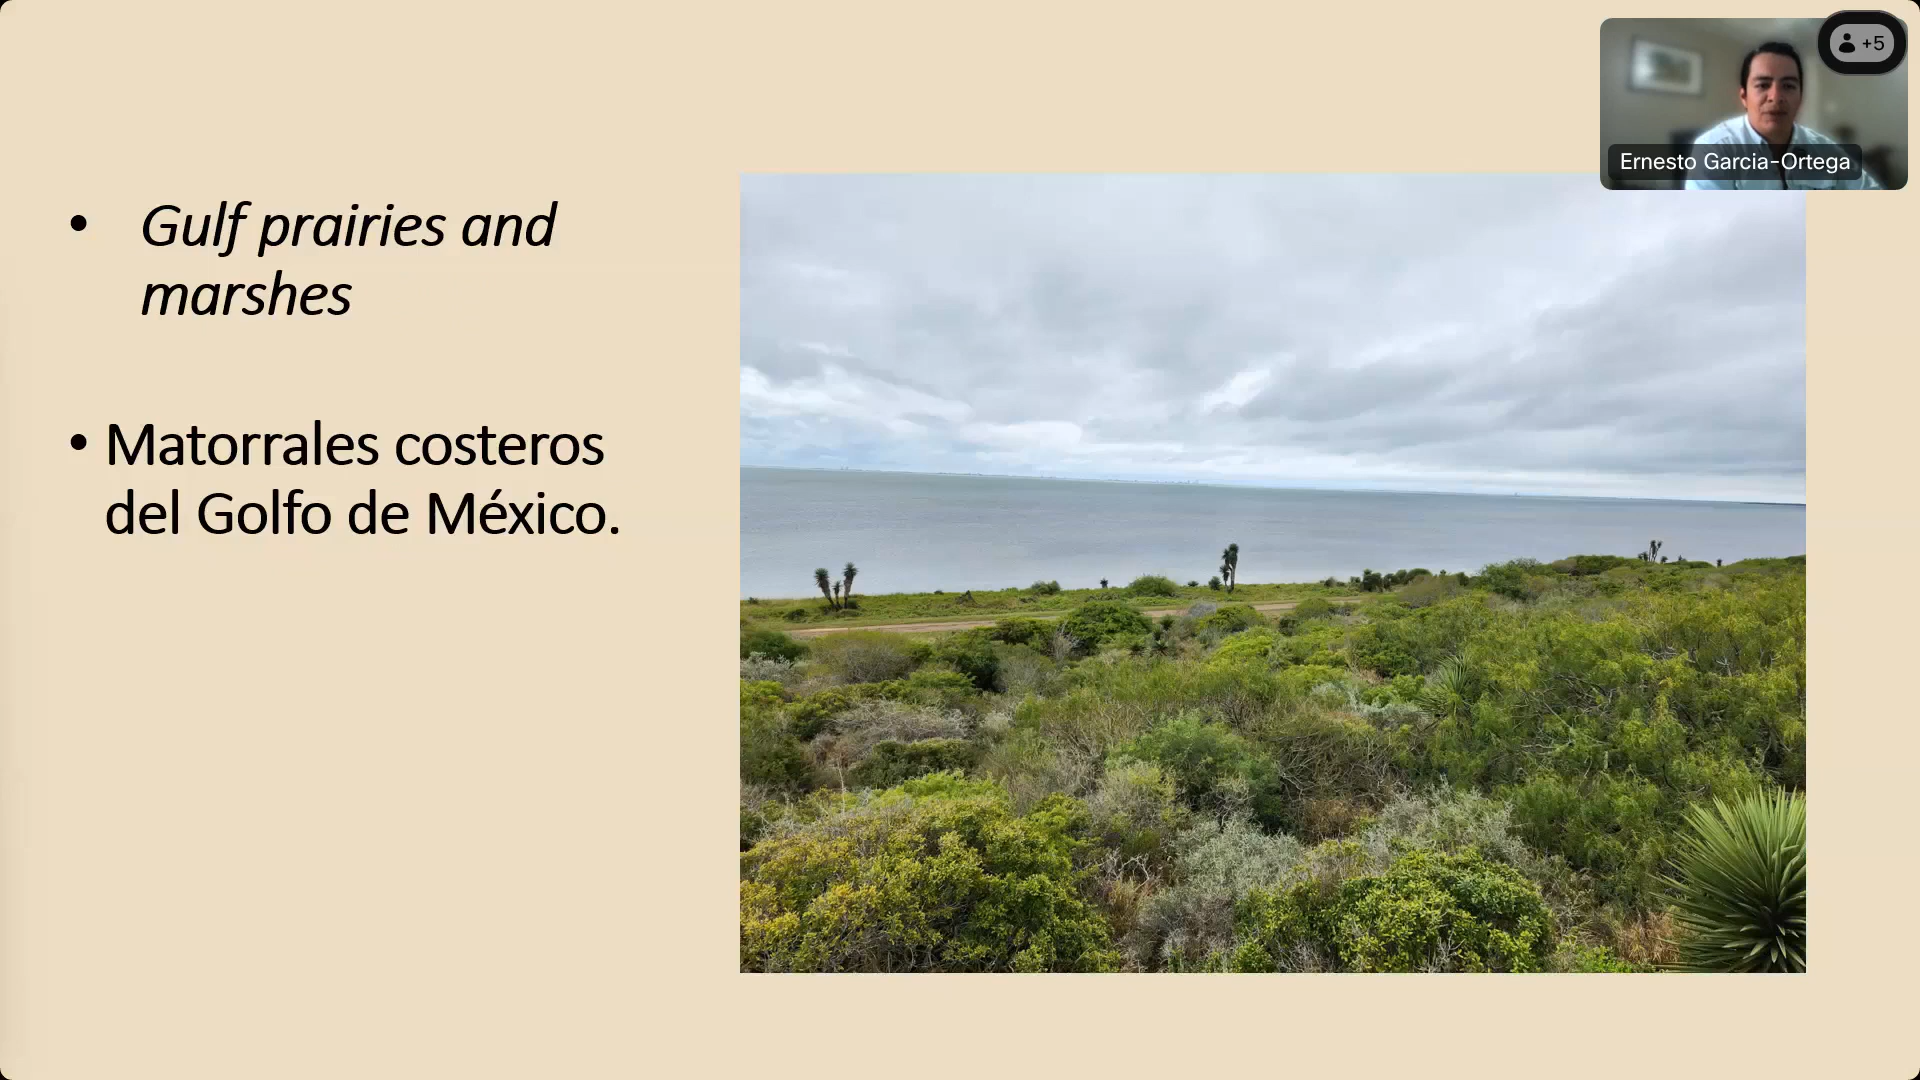 +5
Ernesto Garcia-Ortega
• Gulf prairies and
marshes
• Matorrales costeros
del Golfo de México.